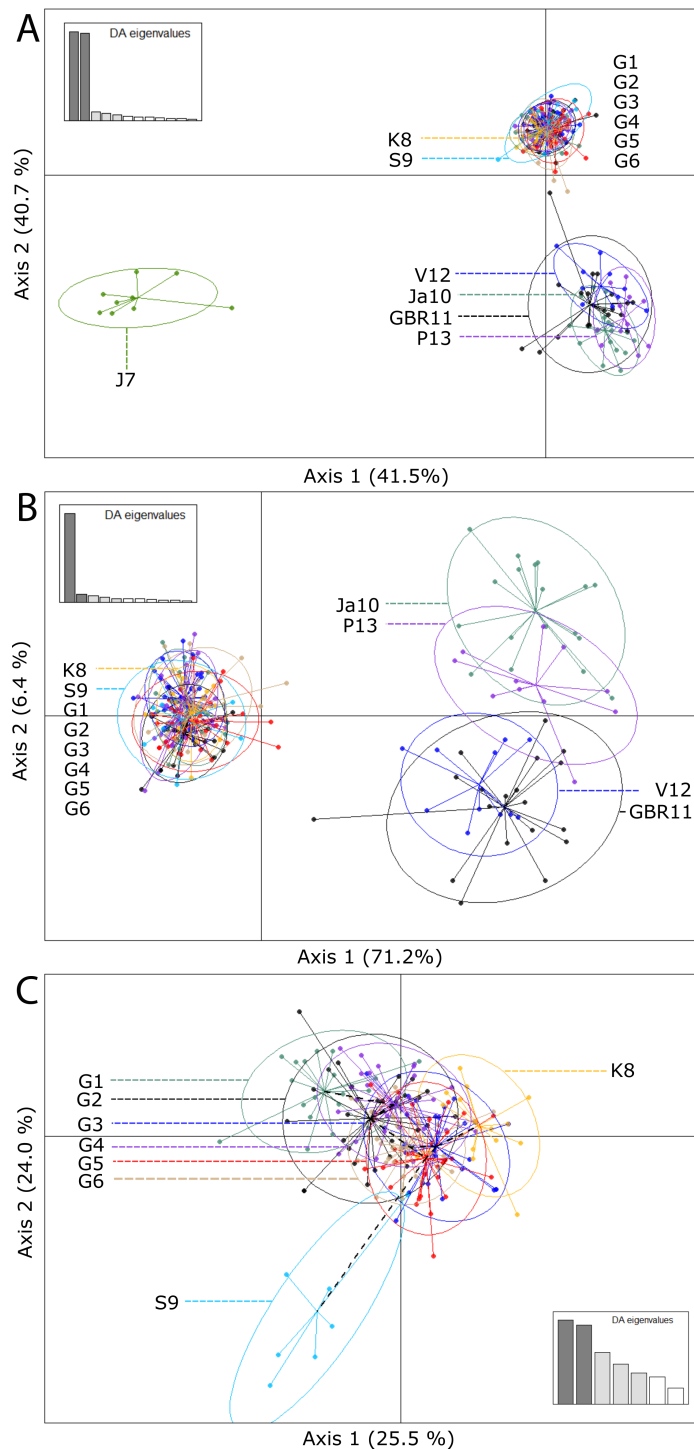 A
DA eigenvalues
G1
G2
G3
G4
G5
G6
K8
S9
V12
Ja10
GBR11
P13
J7
Axis 2 (40.7 %)
Axis 1 (41.5%)
B
DA eigenvalues
Ja10
P13
K8
S9
G1
G2
G3
G4
G5
G6
V12
GBR11
Axis 2 (6.4 %)
Axis 1 (71.2%)
C
K8
G1
G2
G3
G4
G5
G6
S9
DA eigenvalues
Axis 2 (24.0 %)
Axis 1 (25.5 %)